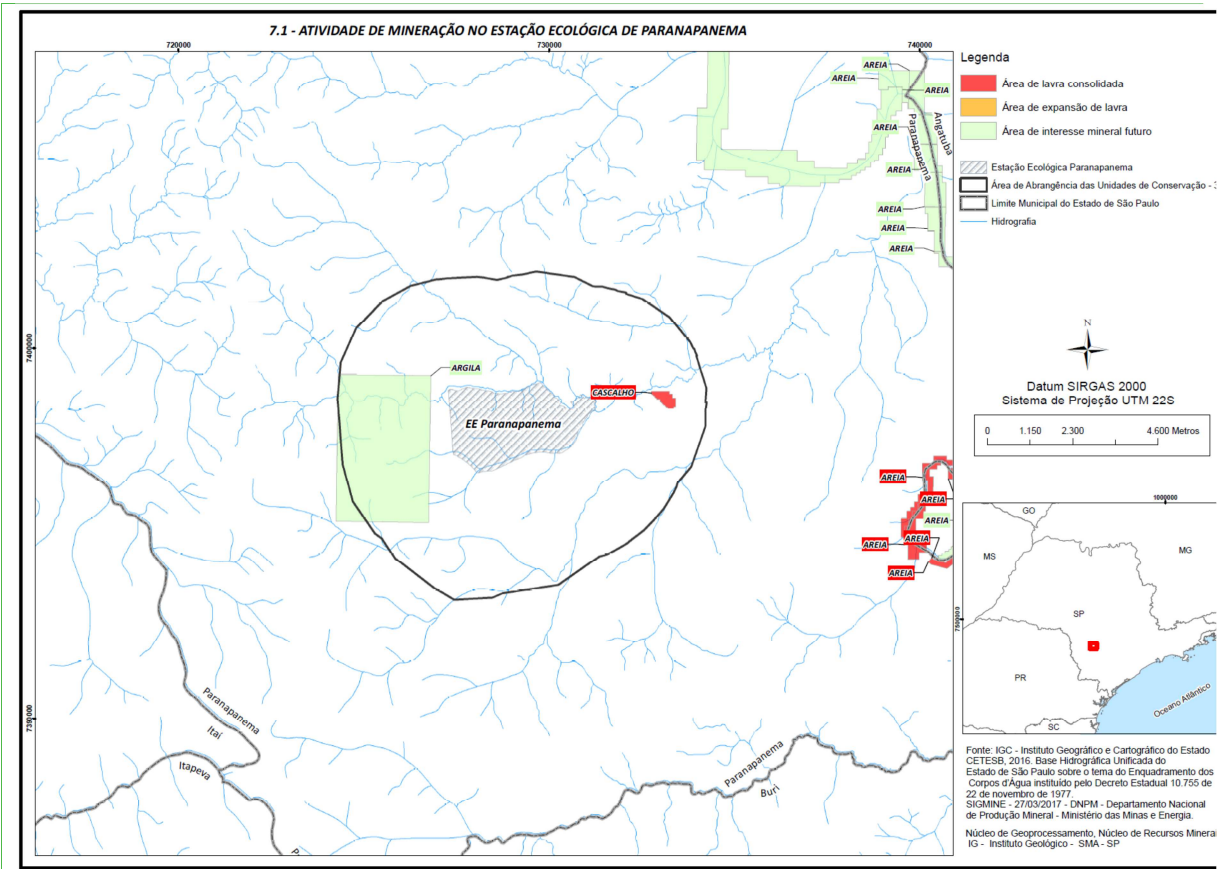 7.1 - ATIVIDADE DE MINERAÇÃO NO ESTAÇÃO ECOLÓGICA DE PARANAPANEMA
720000
730000
740000
AREIA
AREIA
AREIA
AREIA
AREIA
AREIA
AREIA
AREIA
Paranapanema
Angatuba
7400000
ARGILA
CASCALHO
EE Paranapanema
AREIA
AREIA
AREIA
AREIA
AREIA
AREIA
Paranapanema
Itaí
Itapeva
Paranapanema
Buri
Legenda
Área de lavra consolidada
Área de expansão de lavra
Área de interesse mineral futuro
Estação Ecológica Paranapanema
Área de Abrangência das Unidades de Conservação - 3
Limite Municipal do Estado de São Paulo
Hidrografia
N
Datum SIRGAS 2000
Sistema de Projeção UTM 22S
0 1.150 2.300 4.600 Metros
1000000
GO
MS
MG
SP
PR
SC
Oceano Atlântico
Fonte: IGC - Instituto Geográfico e Cartográfico do Estado
CETESB, 2016. Base Hidrográfica Unificada do
Estado de São Paulo sobre o tema do Enquadramento dos
Corpos d'Água instituído pelo Decreto Estadual 10.755 de
22 de novembro de 1977.
SIGMINE - 27/03/2017 - DNPM - Departamento Nacional
de Produção Mineral - Ministério das Minas e Energia.
Núcleo de Geoprocessamento, Núcleo de Recursos Minera
IG - Instituto Geológico - SMA - SP